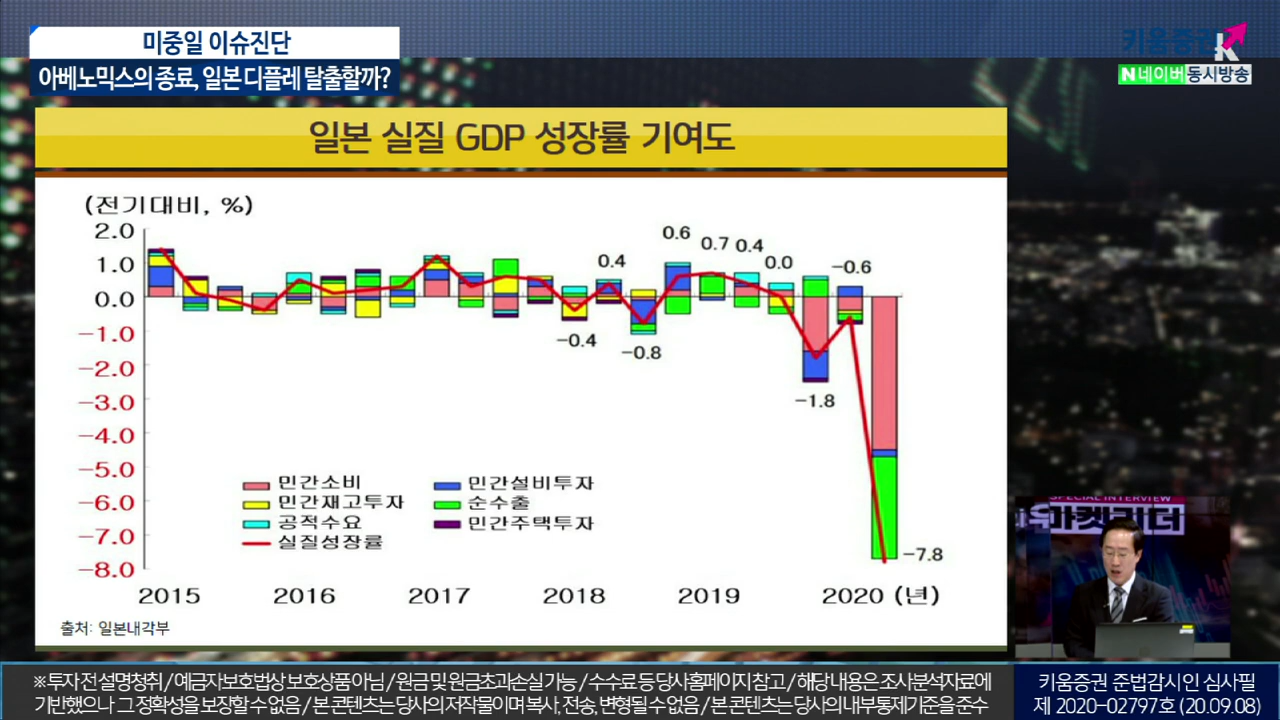 미중일 이슈진단
아베노믹스의 종료, 일본 디플레 탈출할까?
키움증권
N 네이버 동시방송
일본 실질 GDP 성장률 기여도
(전기대비, %)
2.0
1.0
0.0
-1.0
-2.0
-3.0
-4.0
-5.0
-6.0
-7.0
-8.0
-0.4
0.4
-0.8
0.6
0.7
0.4
0.0
-1.8
-0.6
-7.8
민간소비
민간설비투자
민간재고투자
순수출
공적수요
민간주택투자
실질성장률
2015 2016 2017 2018 2019 2020 (년)
출처: 일본내각부
SPECIAL INTERVIEW
마켓리더
※투자 전 설명청취 / 예금자보호법상 보호상품 아님 / 원금 및 원금초과손실 가능 / 수수료 등 당사홈페이지 참고 / 해당 내용은 조사분석자료에
기반했으나 그 정확성을 보장할 수 없음 / 본 콘텐츠는 당사의 저작물이며 복사, 전송, 변형될 수 없음 / 본 콘텐츠는 당사의 내부통제기준을 준수
키움증권 준법감시인 심사필
제 2020-02797호 (20.09.08)